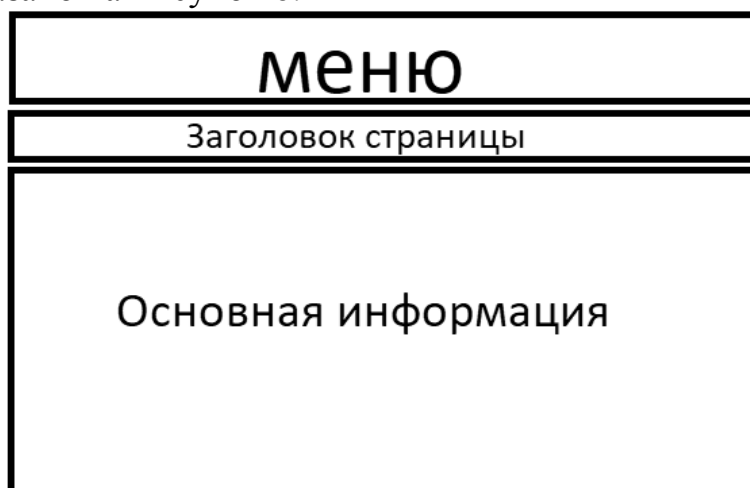 меню
Заголовок страницы
Основная информация